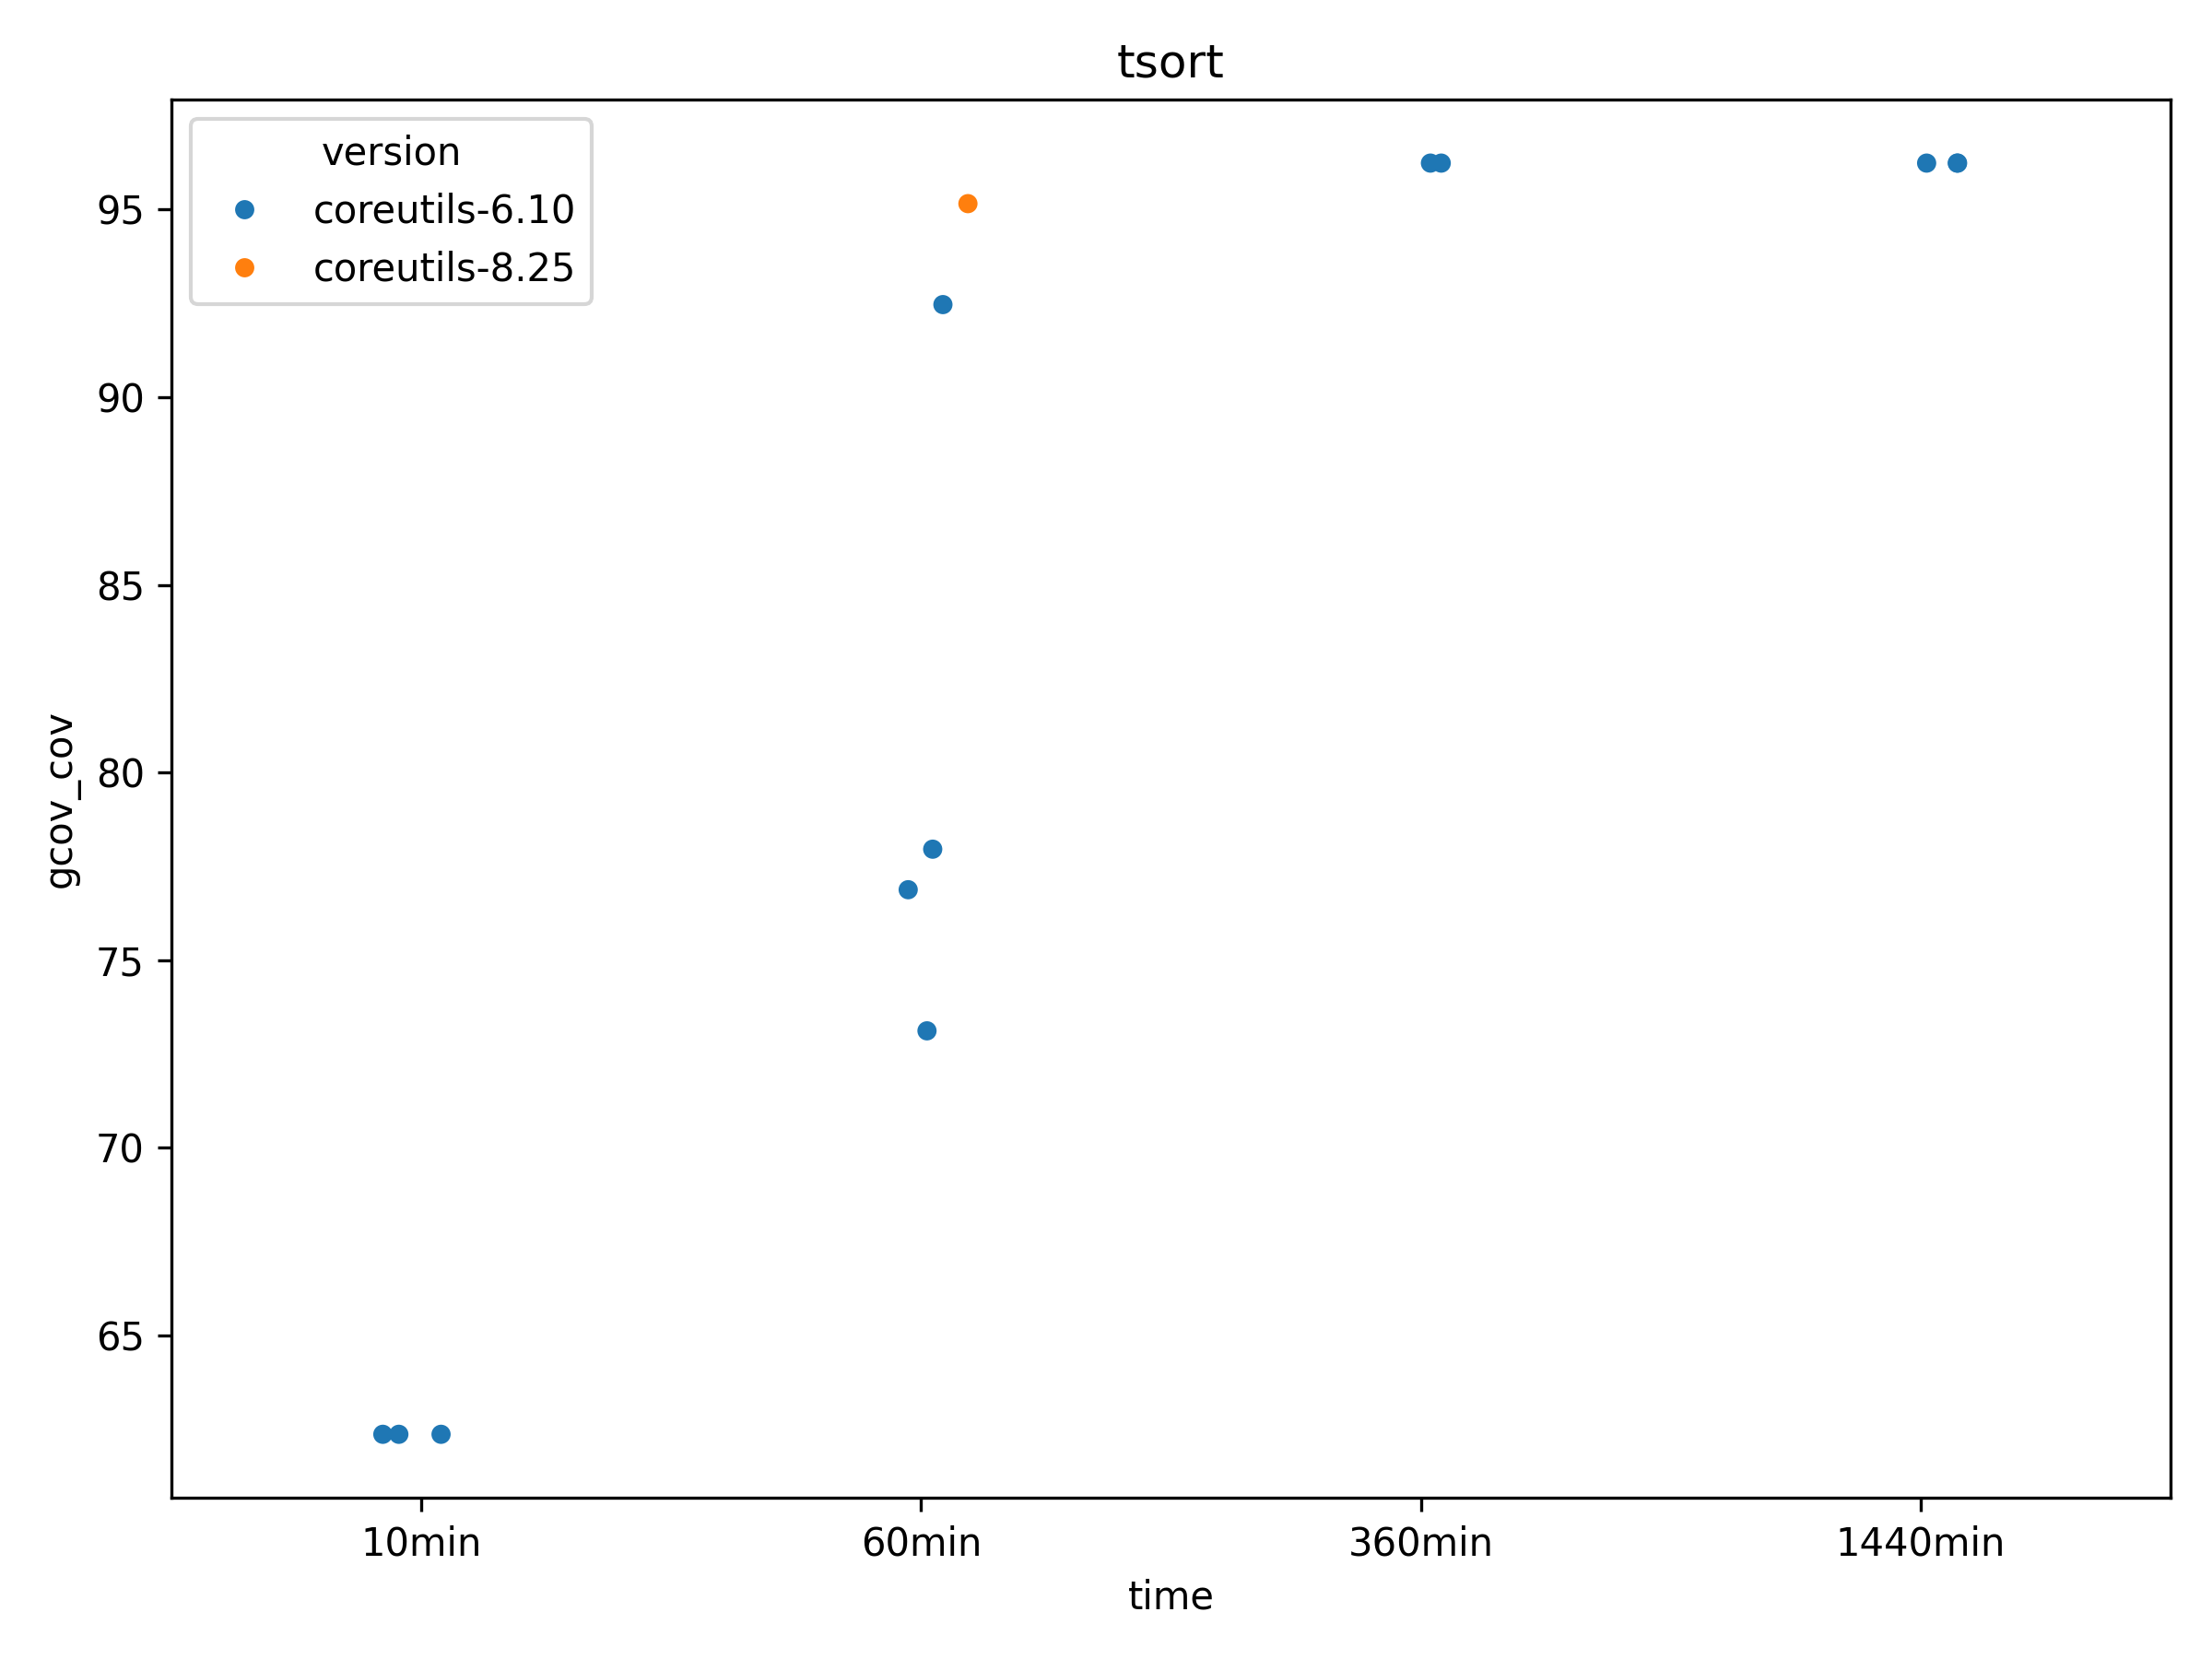 tsort
version
coreutils-6.10
coreutils-8.25
95
90
85
80
75
70
65
gcov_cov
10min
60min
360min
1440min
time